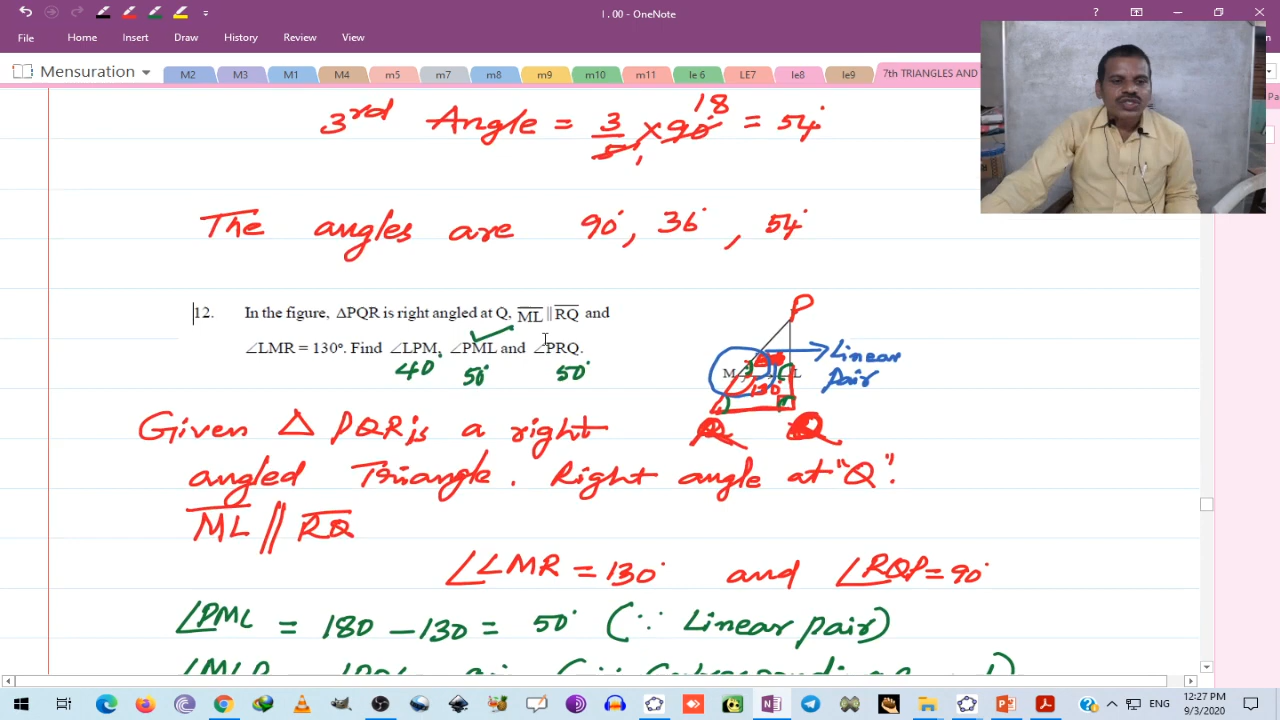 1.00 - OneNote
File Home Insert Draw History Review View
Mensuration M2 M3 M1 M4 m5 m7 m8 m9 m10 m11 le 6 LE7 le8 le9 7th TRIANGLES AND
3rd Angle = 3/5 × 90° = 54°
18
1
The angles are 90°, 36°, 54°
12. In the figure, ΔPQR is right angled at Q, ML || RQ and
∠LMR = 130°. Find ∠LPM, ∠PML and ∠PRQ.
40° 50° 50°
P
M L
130°
Linear
pair
Given △ PQR is a right
angled Triangle. Right angle at "Q".
ML || RQ
∠LMR = 130° and ∠RQP = 90°
∠PML = 180 - 130 = 50° (∵ Linear pair)
12:27 PM
ENG
9/3/2020